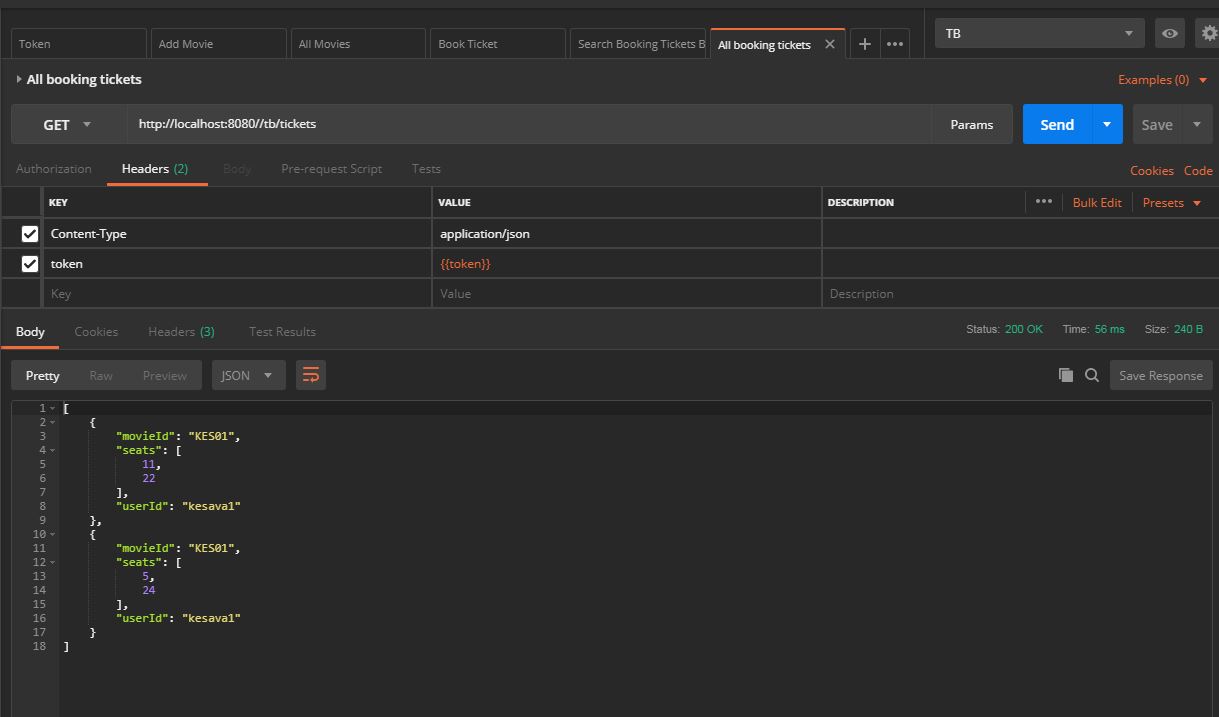 Token Add Movie All Movies Book Ticket Search Booking Tickets B All booking tickets TB
All booking tickets Examples (0)
GET http://localhost:8080//tb/tickets Params Send Save
Authorization Headers (2) Body Pre-request Script Tests Cookies Code
KEY VALUE DESCRIPTION Bulk Edit Presets
Content-Type application/json
token {{token}}
Key Value Description
Body Cookies Headers (3) Test Results Status: 200 OK Time: 56 ms Size: 240 B
Pretty Raw Preview JSON Save Response
1 [
2 {
3 "movieId": "KES01",
4 "seats": [
5 11,
6 22
7 ],
8 "userId": "kesava1"
9 },
10 {
11 "movieId": "KES01",
12 "seats": [
13 5,
14 24
15 ],
16 "userId": "kesava1"
17 }
18 ]